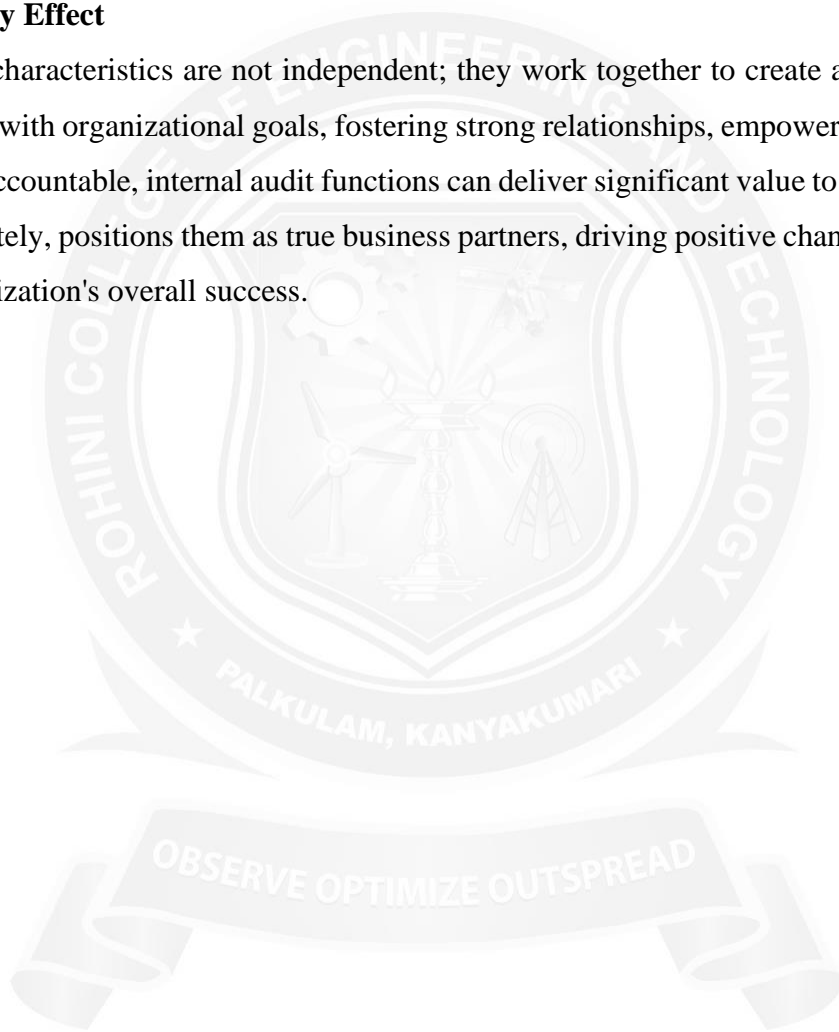 y Effect
characteristics are not independent; they work together to create a
with organizational goals, fostering strong relationships, empower
ccountable, internal audit functions can deliver significant value to
tely, positions them as true business partners, driving positive chan
ization's overall success.
ROHINI COLLEGE OF ENGINEERING AND TECHNOLOGY
PALKULAM, KANYAKUMARI
OBSERVE OPTIMIZE OUTSPREAD